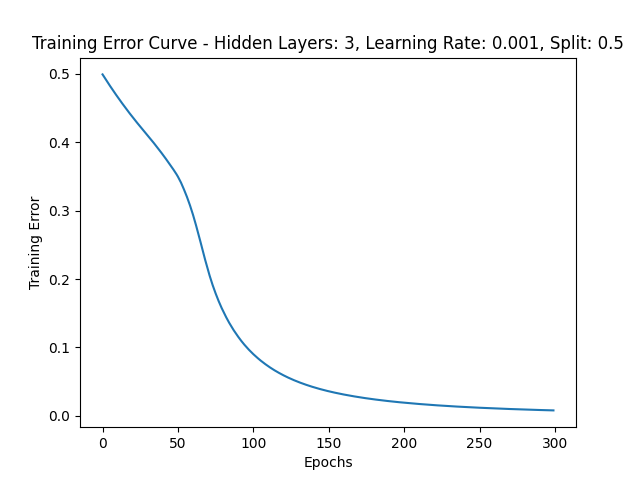 Training Error Curve - Hidden Layers: 3, Learning Rate: 0.001, Split: 0.5
Training Error
0.5
0.4
0.3
0.2
0.1
0.0
0 50 100 150 200 250 300
Epochs